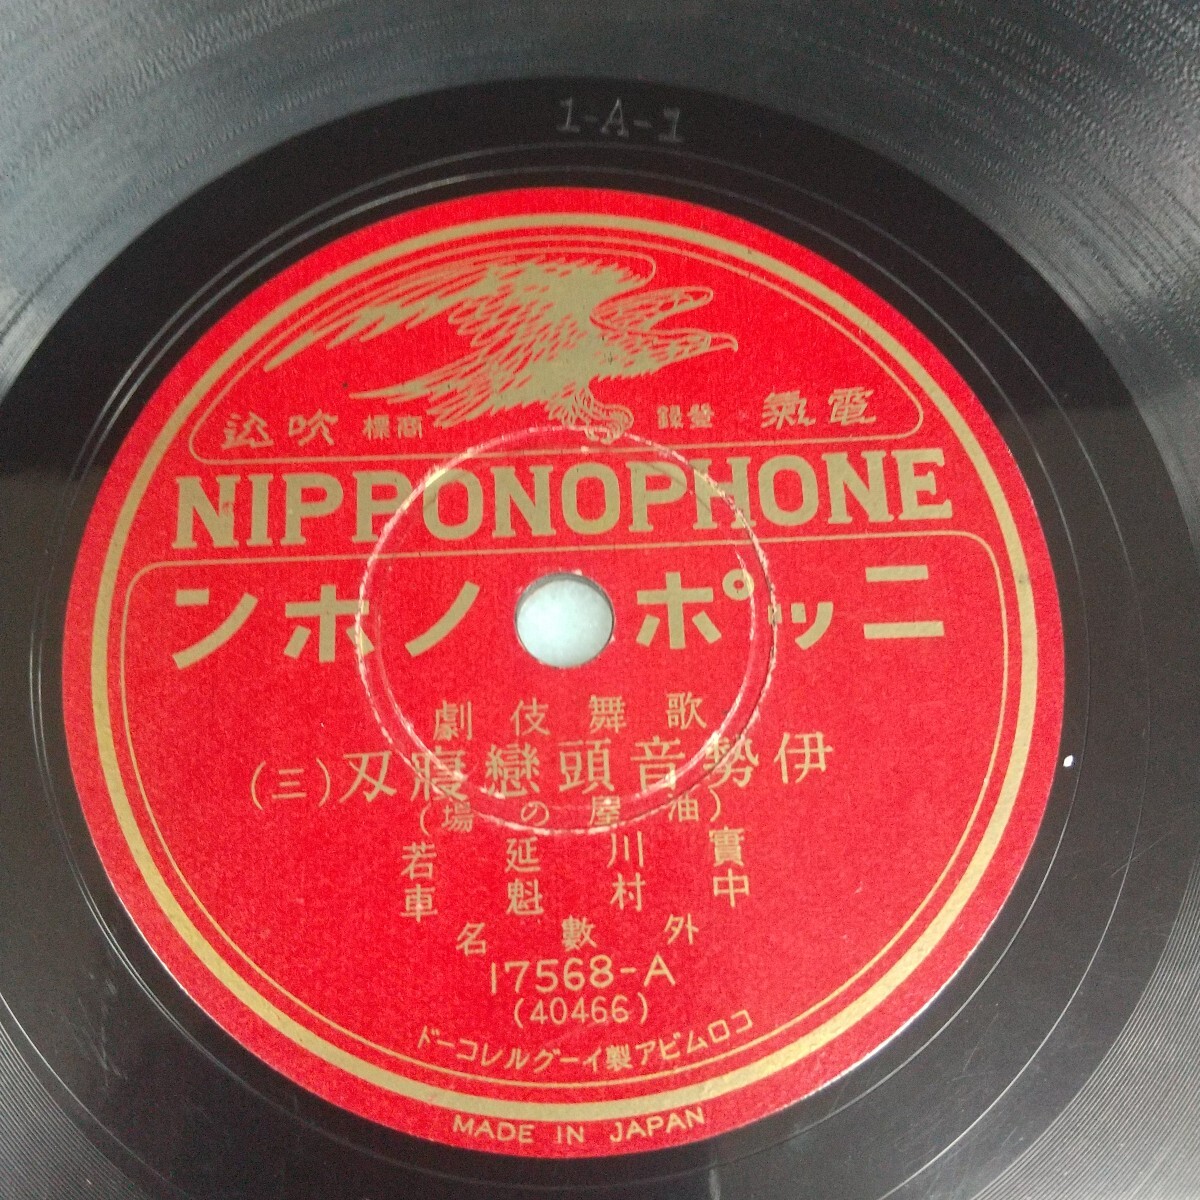 1-A-1
電氣 登録 商標 吹込
NIPPONOPHONE
ニッポノホン
歌舞伎劇
伊勢音頭戀寢刃(三)
(油屋の場)
實川延若
中村魁車
外數名
17568-A
(40466)
コロムビア製イーグルレコード
MADE IN JAPAN